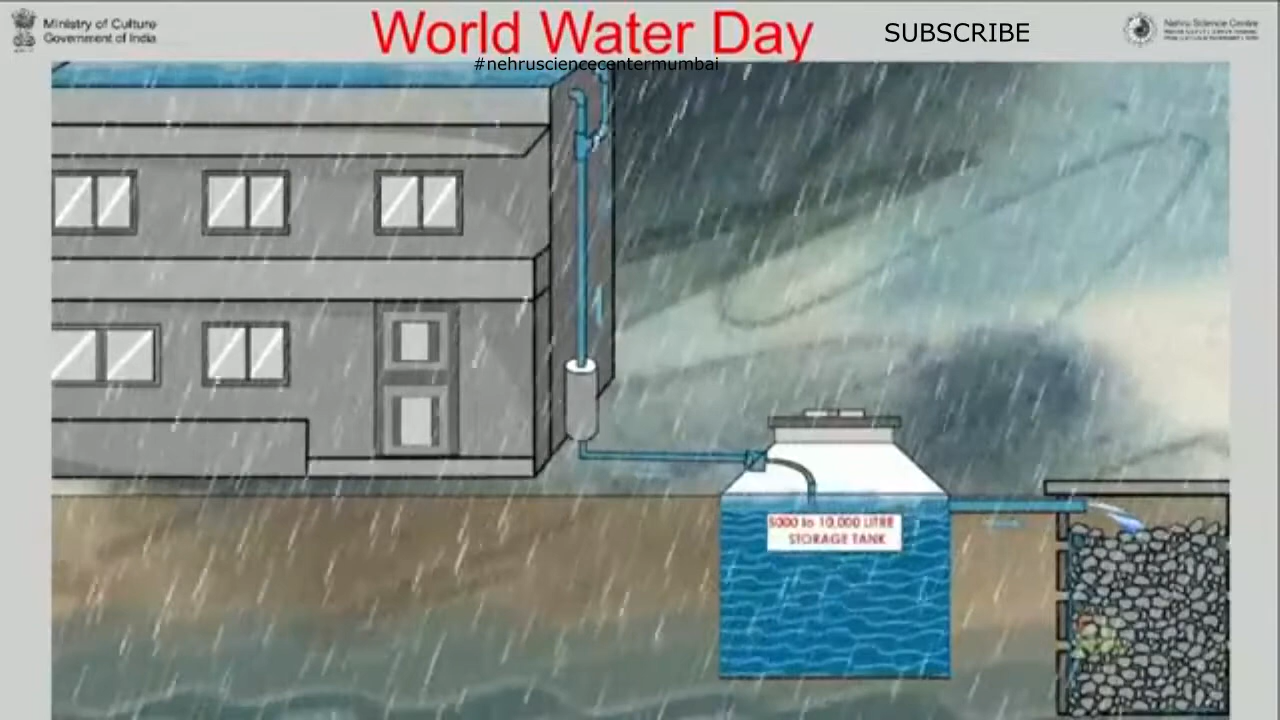 Ministry of Culture
Government of India
World Water Day
SUBSCRIBE
Nehru Science Centre
#nehrusciencecentermumbai
5000 to 10,000 LITRE
STORAGE TANK